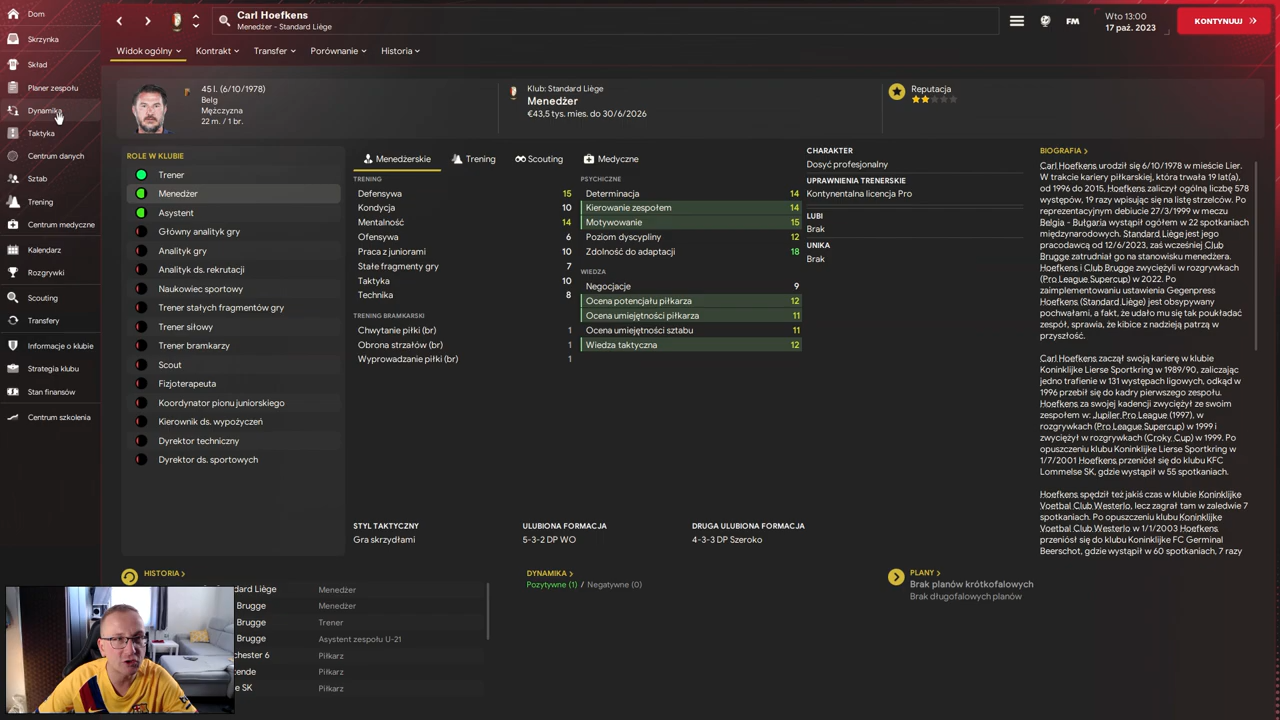 Dom
Skrzynka
Skład
Planer zespołu
Dynamika
Taktyka
Centrum danych
Sztab
Trening
Centrum medyczne
Kalendarz
Rozgrywki
Scouting
Transfery
Informacje o klubie
Strategia klubu
Stan finansów
Centrum szkolenia
Carl Hoefkens
Menedżer - Standard Liège
FM
Wto 13:00
17 paź. 2023
KONTYNUUJ
Widok ogólny
Kontrakt
Transfer
Porównanie
Historia
45 l. (6/10/1978)
Belg
Mężczyzna
22 m. / 1 br.
Klub: Standard Liège
Menedżer
€43,5 tys. mies. do 30/6/2026
Reputacja
ROLE W KLUBIE
Trener
Menedżer
Asystent
Główny analityk gry
Analityk gry
Analityk ds. rekrutacji
Naukowiec sportowy
Trener stałych fragmentów gry
Trener siłowy
Trener bramkarzy
Scout
Fizjoterapeuta
Koordynator pionu juniorskiego
Kierownik ds. wypożyczeń
Dyrektor techniczny
Dyrektor ds. sportowych
Menedżerskie
Trening
Scouting
Medyczne
TRENING
Defensywa 15
Kondycja 10
Mentalność 14
Ofensywa 6
Praca z juniorami 10
Stałe fragmenty gry 7
Taktyka 10
Technika 8
TRENING BRAMKARSKI
Chwytanie piłki (br) 1
Obrona strzałów (br) 1
Wyprowadzanie piłki (br) 1
PSYCHICZNE
Determinacja 14
Kierowanie zespołem 14
Motywowanie 15
Poziom dyscypliny 12
Zdolność do adaptacji 18
WIEDZA
Negocjacje 9
Ocena potencjału piłkarza 12
Ocena umiejętności piłkarza 11
Ocena umiejętności sztabu 11
Wiedza taktyczna 12
CHARAKTER
Dosyć profesjonalny
UPRAWNIENIA TRENERSKIE
Kontynentalna licencja Pro
LUBI
Brak
UNIKA
Brak
BIOGRAFIA
Carl Hoefkens urodził się 6/10/1978 w mieście Lier.
W trakcie kariery piłkarskiej, która trwała 19 lat(a),
od 1996 do 2015, Hoefkens zaliczył ogólną liczbę 578
występów, 19 razy wpisując się na listę strzelców. Po
reprezentacyjnym debiucie 27/3/1999 w meczu
Belgia - Bułgaria wystąpił ogółem w 22 spotkaniach
międzynarodowych. Standard Liège jest jego
pracodawcą od 12/6/2023, zaś wcześniej Club
Brugge zatrudniał go na stanowisku menedżera.
Hoefkens i Club Brugge zwyciężyli w rozgrywkach
(Pro League Supercup) w 2022. Po
zaimplementowaniu ustawienia Gegenpress
Hoefkens (Standard Liège) jest obsypywany
pochwałami, a fakt, że udało mu się tak poukładać
zespół, sprawia, że kibice z nadzieją patrzą w
przyszłość.
Carl Hoefkens zaczął swoją karierę w klubie
Koninklijke Lierse Sportkring w 1989/90, zaliczając
jedno trafienie w 131 występach ligowych, odkąd w
1996 przebił się do kadry pierwszego zespołu.
Hoefkens za swojej kadencji zwyciężył ze swoim
zespołem w: Jupiler Pro League (1997), w
rozgrywkach (Pro League Supercup) w 1999 i
zwyciężył w rozgrywkach (Croky Cup) w 1999. Po
opuszczeniu klubu Koninklijke Lierse Sportkring w
1/7/2001 Hoefkens przeniósł się do klubu KFC
Lommelse SK, gdzie wystąpił w 55 spotkaniach.
Hoefkens spędził też jakiś czas w klubie Koninklijke
Voetbal Club Westerlo, lecz zagrał tam w zaledwie 7
spotkaniach. Po opuszczeniu klubu Koninklijke
Voetbal Club Westerlo w 1/1/2003 Hoefkens
przeniósł się do klubu Koninklijke FC Germinal
Beerschot, gdzie wystąpił w 60 spotkaniach, 7 razy
STYL TAKTYCZNY
Gra skrzydłami
ULUBIONA FORMACJA
5-3-2 DP WO
DRUGA ULUBIONA FORMACJA
4-3-3 DP Szeroko
HISTORIA
dard Liège Menedżer
Brugge Menedżer
Brugge Trener
Brugge Asystent zespołu U-21
chester 6 Piłkarz
tende Piłkarz
e SK Piłkarz
DYNAMIKA
Pozytywne (1) / Negatywne (0)
PLANY
Brak planów krótkofalowych
Brak długofalowych planów